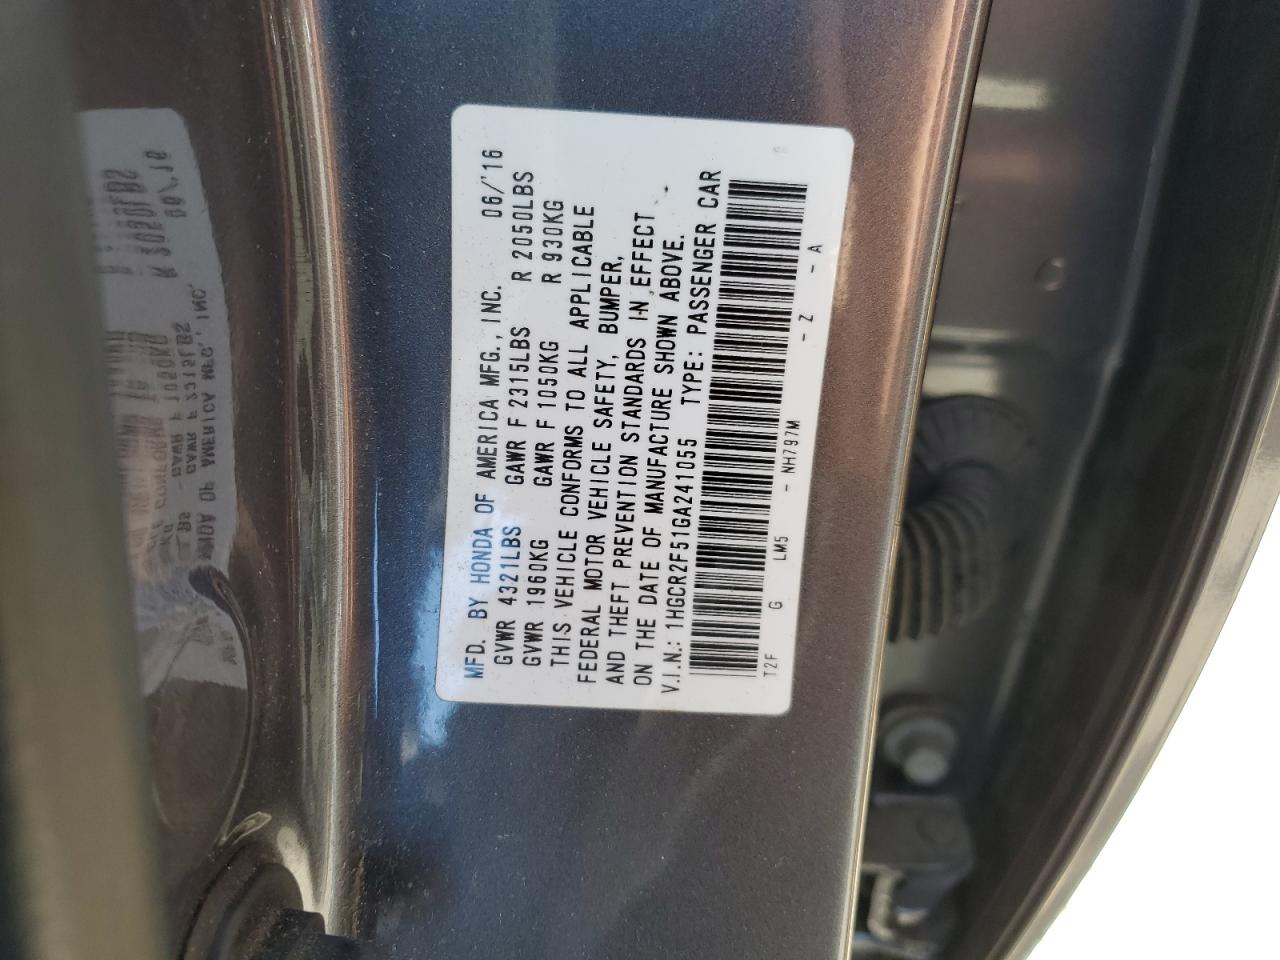 MFD. BY HONDA OF AMERICA MFG., INC. 06/'16
GVWR 4321LBS GAWR F 2315LBS R 2050LBS
GVWR 1960KG GAWR F 1050KG R 930KG
THIS VEHICLE CONFORMS TO ALL APPLICABLE
FEDERAL MOTOR VEHICLE SAFETY, BUMPER,
AND THEFT PREVENTION STANDARDS IN EFFECT
ON THE DATE OF MANUFACTURE SHOWN ABOVE.
V.I.N.: 1HGCR2F51GA241055 TYPE: PASSENGER CAR
T2F G LM5 - NH797M - Z - A